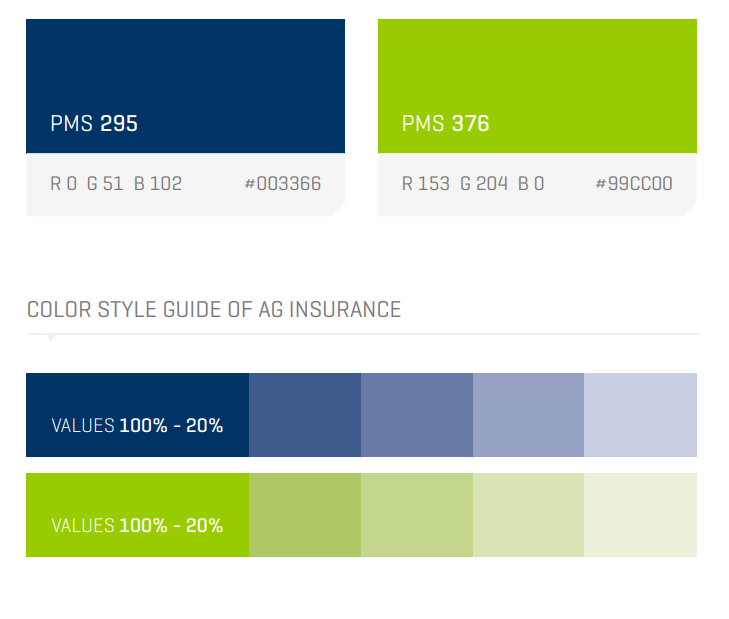 PMS 295
PMS 376
R 0 G 51 B 102
#003366
R 153 G 204 B 0
#99CC00
COLOR STYLE GUIDE OF AG INSURANCE
VALUES 100% - 20%
VALUES 100% - 20%